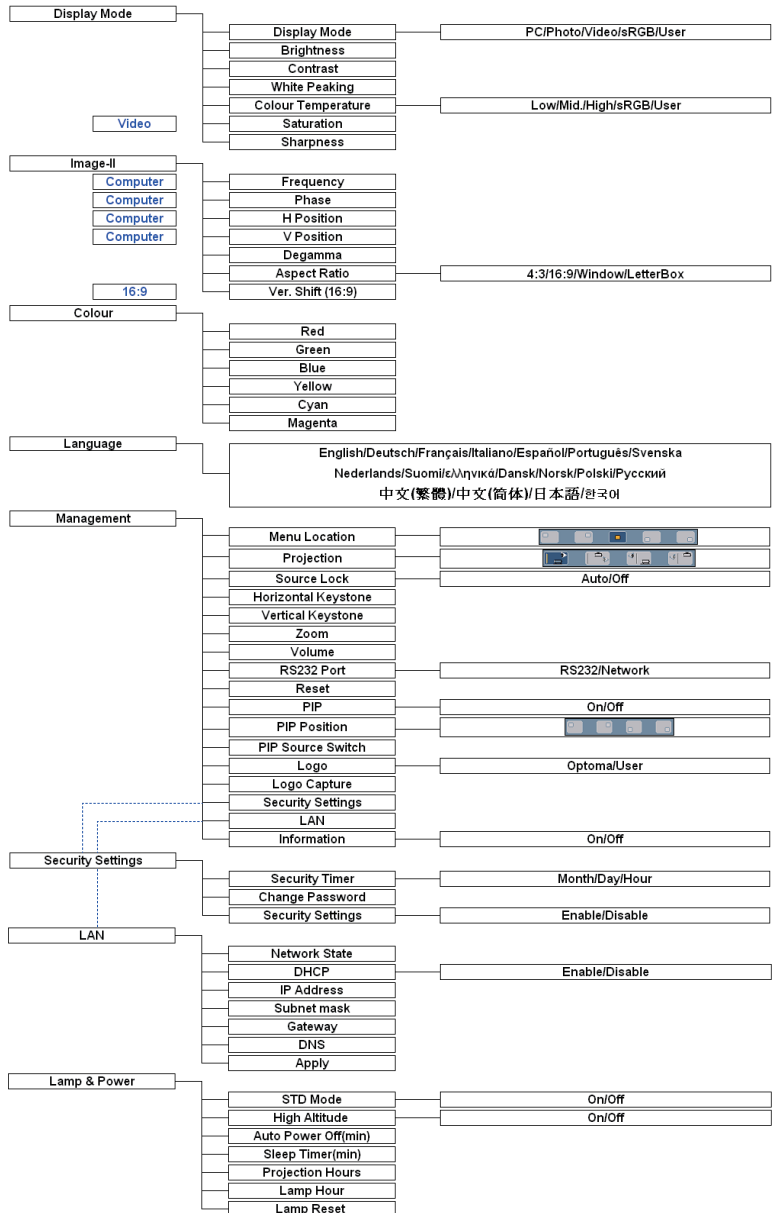 Display Mode
Display Mode PC/Photo/Video/sRGB/User
Brightness
Contrast
White Peaking
Colour Temperature Low/Mid./High/sRGB/User
Video Saturation
Sharpness
Image-II
Computer Frequency
Computer Phase
Computer H Position
Computer V Position
Degamma
Aspect Ratio 4:3/16:9/Window/LetterBox
16:9 Ver. Shift (16:9)
Colour
Red
Green
Blue
Yellow
Cyan
Magenta
Language
English/Deutsch/Français/Italiano/Español/Português/Svenska
Nederlands/Suomi/ελληνικά/Dansk/Norsk/Polski/Русский
中文(繁體)/中文(简体)/日本語/한국어
Management
Menu Location
Projection
Source Lock Auto/Off
Horizontal Keystone
Vertical Keystone
Zoom
Volume
RS232 Port RS232/Network
Reset
PIP On/Off
PIP Position
PIP Source Switch
Logo Optoma/User
Logo Capture
Security Settings
LAN
Information On/Off
Security Settings
Security Timer Month/Day/Hour
Change Password
Security Settings Enable/Disable
LAN
Network State
DHCP Enable/Disable
IP Address
Subnet mask
Gateway
DNS
Apply
Lamp & Power
STD Mode On/Off
High Altitude On/Off
Auto Power Off(min)
Sleep Timer(min)
Projection Hours
Lamp Hour
Lamp Reset